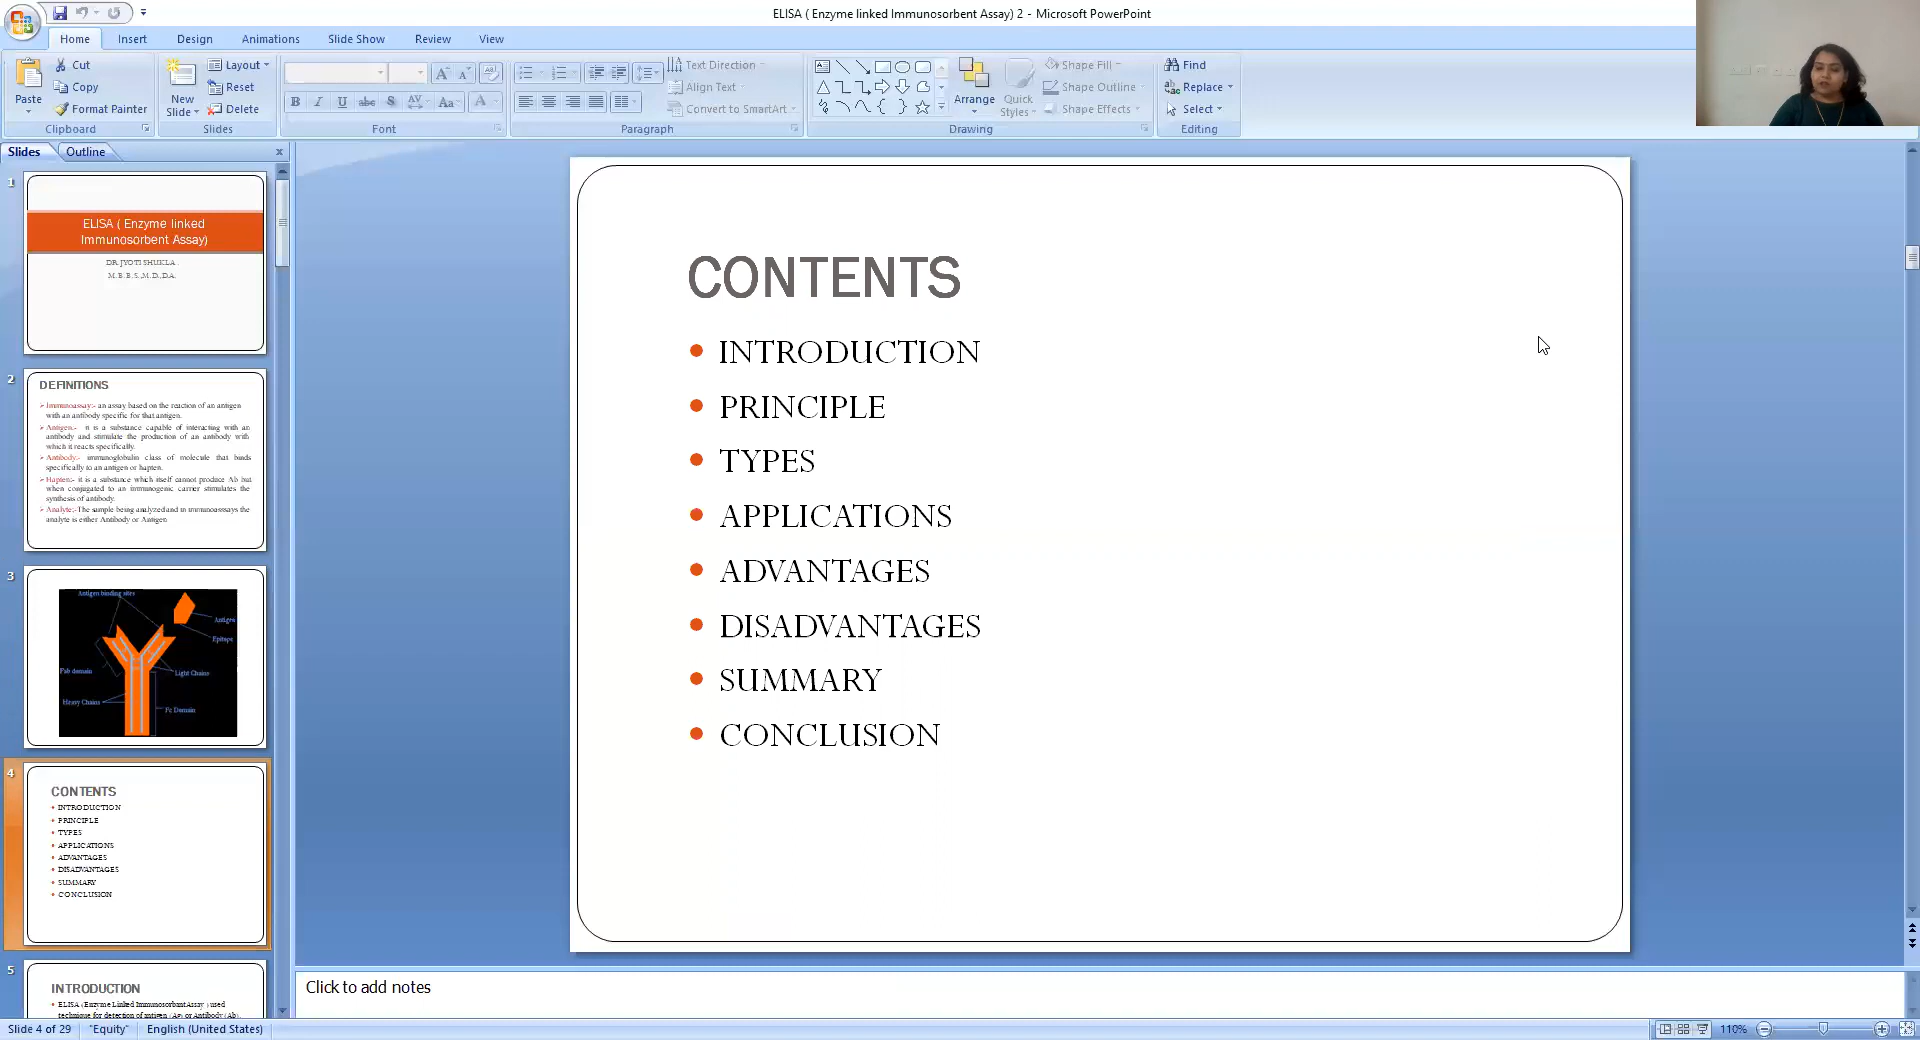 ELISA ( Enzyme linked Immunosorbent Assay) 2 - Microsoft PowerPoint
Home
Insert
Design
Animations
Slide Show
Review
View
Paste
Cut
Copy
Format Painter
Clipboard
New
Slide
Layout
Reset
Delete
Slides
Font
Text Direction
Align Text
Convert to SmartArt
Paragraph
Arrange
Quick
Styles
Shape Fill
Shape Outline
Shape Effects
Drawing
Find
Replace
Select
Editing
Slides
Outline
1
ELISA ( Enzyme linked
Immunosorbent Assay)
DR JYOTI SHUKLA .
M.B.B.S.,M.D.,DA.
2
DEFINITIONS
Immunoassay:- an assay based on the reaction of an antigen
with an antibody specific for that antigen.
Antigen:- it is a substance capable of interacting with an
antibody and stimulate the production of an antibody with
which it reacts specifically.
Antibody:- immunoglobulin class of molecule that binds
specifically to an antigen or hapten.
Hapten:- it is a substance which itself cannot produce Ab but
when conjugated to an immunogenic carrier stimulates the
synthesis of antibody.
Analyte:-The sample being analyzed and in immunoassays the
analyte is either Antibody or Antigen
3
Antigen binding sites
Antigen
Epitope
Fab domain
Light Chains
Heavy Chains
Fc Domain
4
CONTENTS
INTRODUCTION
PRINCIPLE
TYPES
APPLICATIONS
ADVANTAGES
DISADVANTAGES
SUMMARY
CONCLUSION
5
INTRODUCTION
ELISA ( Enzyme Linked ImmunosorbantAssay ) used
technique for detection of antigen (Ag) or Antibody (Ab).
CONTENTS
INTRODUCTION
PRINCIPLE
TYPES
APPLICATIONS
ADVANTAGES
DISADVANTAGES
SUMMARY
CONCLUSION
Click to add notes
Slide 4 of 29
"Equity"
English (United States)
110%